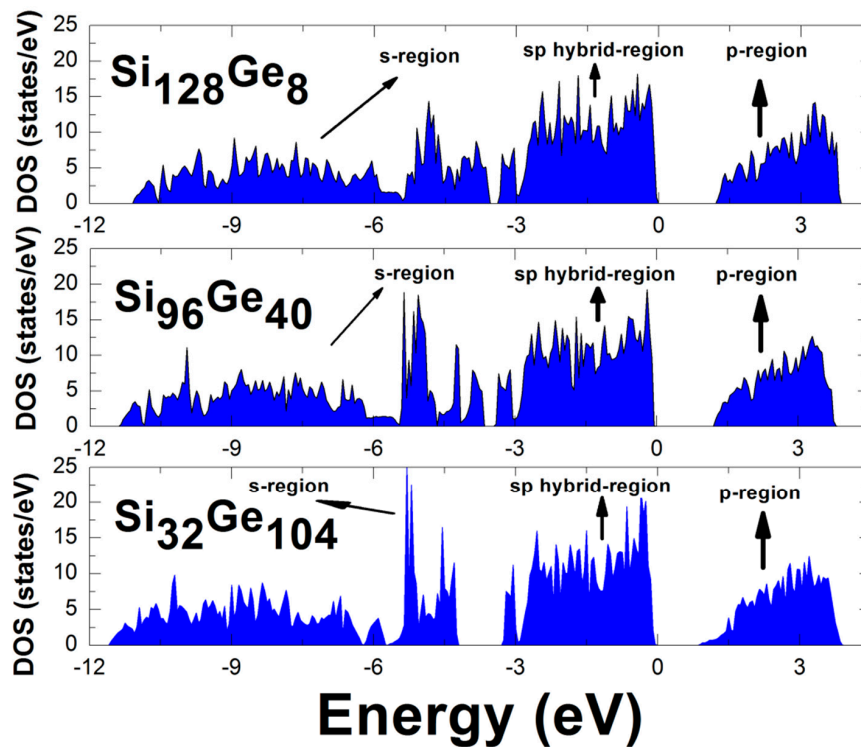 25
20
15
10
5
0
DOS (states/eV)
Si128Ge8
s-region
sp hybrid-region
p-region
-12 -9 -6 -3 0 3
25
20
15
10
5
0
DOS (states/eV)
Si96Ge40
s-region
sp hybrid-region
p-region
-12 -9 -6 -3 0 3
25
20
15
10
5
0
DOS (states/eV)
Si32Ge104
s-region
sp hybrid-region
p-region
-12 -9 -6 -3 0 3
Energy (eV)